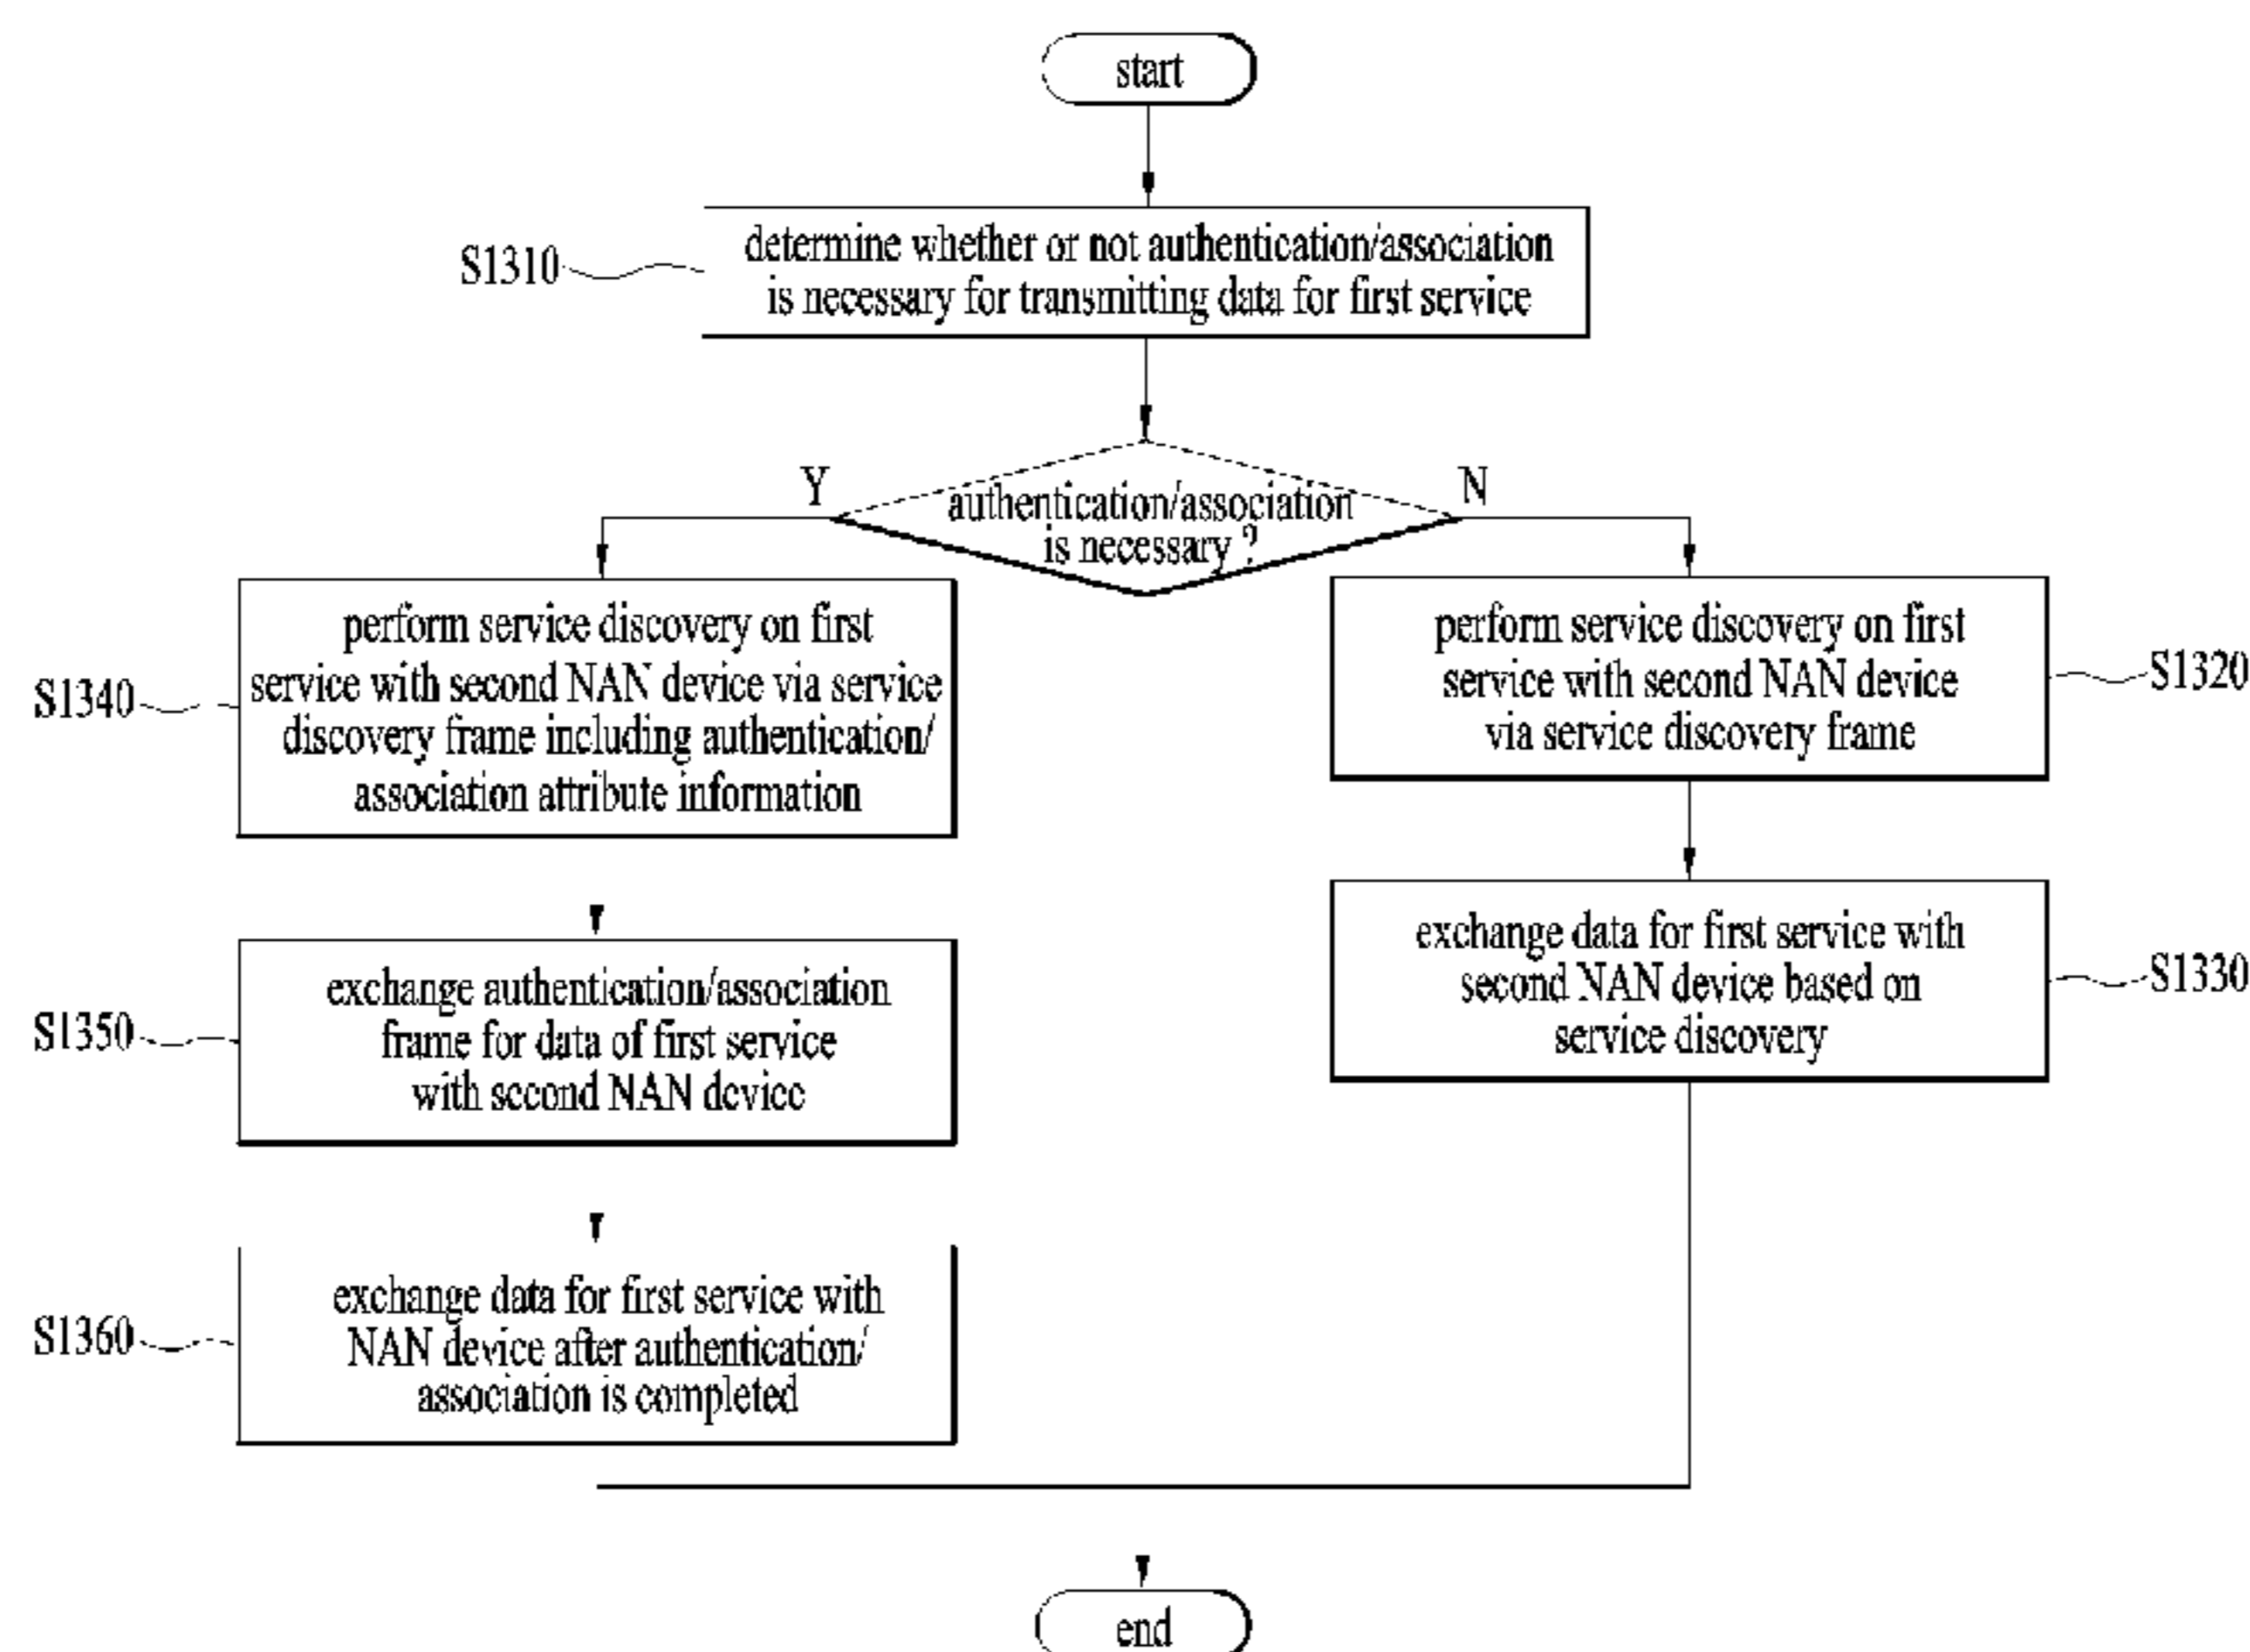 start
S1310
determine whether or not authentication/association
is necessary for transmitting data for first service
Y
authentication/association
is necessary ?
N
S1340
perform service discovery on first
service with second NAN device via service
discovery frame including authentication/
association attribute information
perform service discovery on first
service with second NAN device
via service discovery frame
S1320
S1350
exchange authentication/association
frame for data of first service
with second NAN device
exchange data for first service with
second NAN device based on
service discovery
S1330
S1360
exchange data for first service with
NAN device after authentication/
association is completed
end